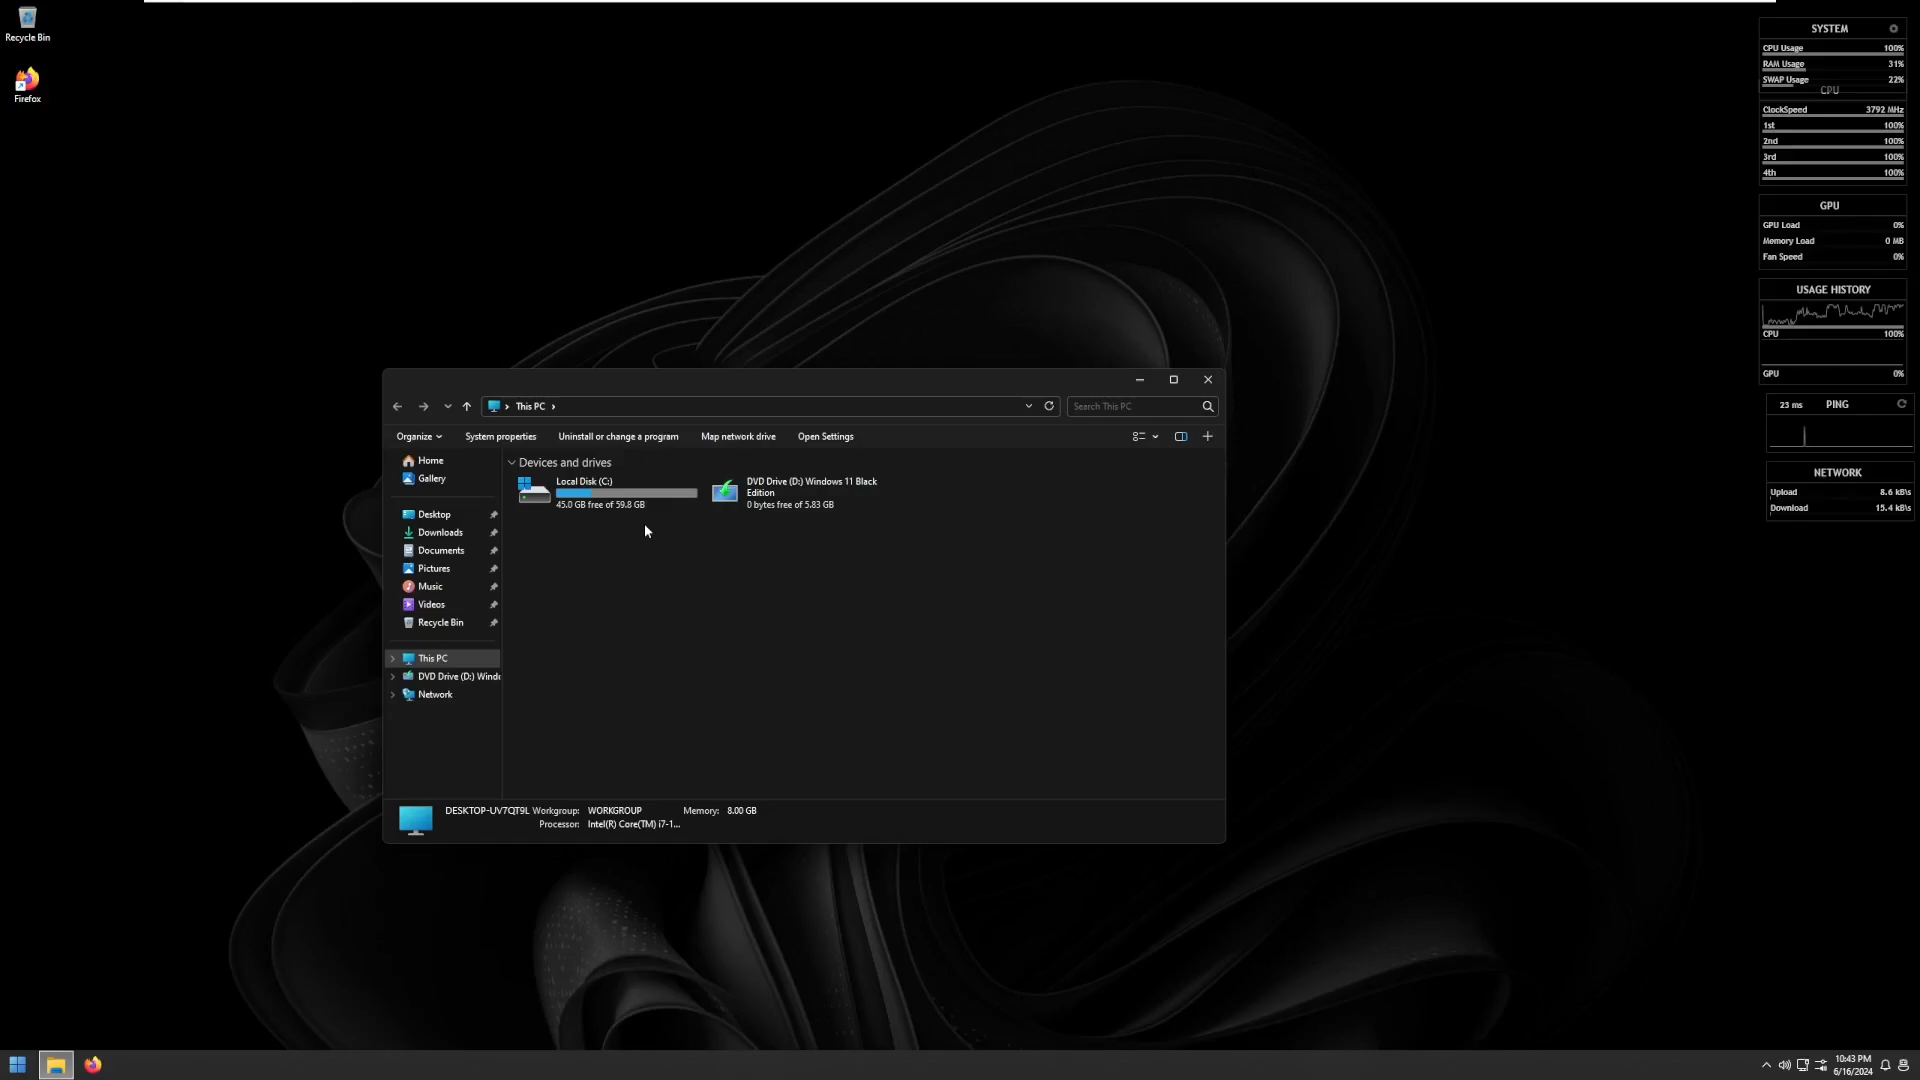 Recycle Bin
Firefox
SYSTEM
CPU Usage 100%
RAM Usage 31%
SWAP Usage 22%
CPU
ClockSpeed 3792 MHz
1st 100%
2nd 100%
3rd 100%
4th 100%
GPU
GPU Load 0%
Memory Load 0 MB
Fan Speed 0%
USAGE HISTORY
CPU 100%
GPU 0%
23 ms PING
NETWORK
Upload 8.6 kB\s
Download 15.4 kB\s
This PC
Search This PC
Organize System properties Uninstall or change a program Map network drive Open Settings
Home
Gallery
Desktop
Downloads
Documents
Pictures
Music
Videos
Recycle Bin
This PC
DVD Drive (D:) Windo
Network
Devices and drives
Local Disk (C:)
45.0 GB free of 59.8 GB
DVD Drive (D:) Windows 11 Black
Edition
0 bytes free of 5.83 GB
DESKTOP-UV7QT9L Workgroup: WORKGROUP Memory: 8.00 GB
Processor: Intel(R) Core(TM) i7-1...
10:43 PM
6/16/2024